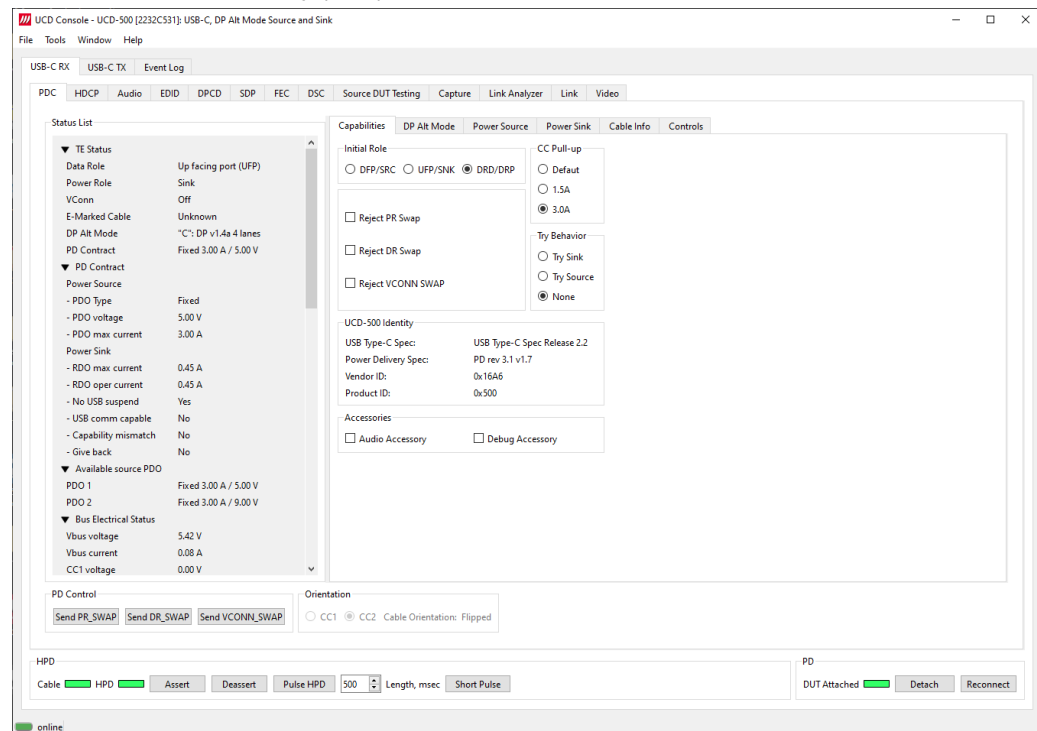 UCD Console - UCD-500 [2232C531]: USB-C, DP Alt Mode Source and Sink
File Tools Window Help
USB-C RX USB-C TX Event Log
PDC HDCP Audio EDID DPCD SDP FEC DSC Source DUT Testing Capture Link Analyzer Link Video
Status List
TE Status
Data Role Up facing port (UFP)
Power Role Sink
VConn Off
E-Marked Cable Unknown
DP Alt Mode "C": DP v1.4a 4 lanes
PD Contract Fixed 3.00 A / 5.00 V
PD Contract
Power Source
- PDO Type Fixed
- PDO voltage 5.00 V
- PDO max current 3.00 A
Power Sink
- RDO max current 0.45 A
- RDO oper current 0.45 A
- No USB suspend Yes
- USB comm capable No
- Capability mismatch No
- Give back No
Available source PDO
PDO 1 Fixed 3.00 A / 5.00 V
PDO 2 Fixed 3.00 A / 9.00 V
Bus Electrical Status
Vbus voltage 5.42 V
Vbus current 0.08 A
CC1 voltage 0.00 V
Capabilities DP Alt Mode Power Source Power Sink Cable Info Controls
Initial Role
DFP/SRC UFP/SNK DRD/DRP
Reject PR Swap
Reject DR Swap
Reject VCONN SWAP
CC Pull-up
Defaut
1.5A
3.0A
Try Behavior
Try Sink
Try Source
None
UCD-500 Identity
USB Type-C Spec: USB Type-C Spec Release 2.2
Power Delivery Spec: PD rev 3.1 v1.7
Vendor ID: 0x16A6
Product ID: 0x500
Accessories
Audio Accessory Debug Accessory
PD Control
Send PR_SWAP Send DR_SWAP Send VCONN_SWAP
Orientation
CC1 CC2 Cable Orientation: Flipped
HPD
Cable HPD Assert Deassert Pulse HPD 500 Length, msec Short Pulse
PD
DUT Attached Detach Reconnect
online